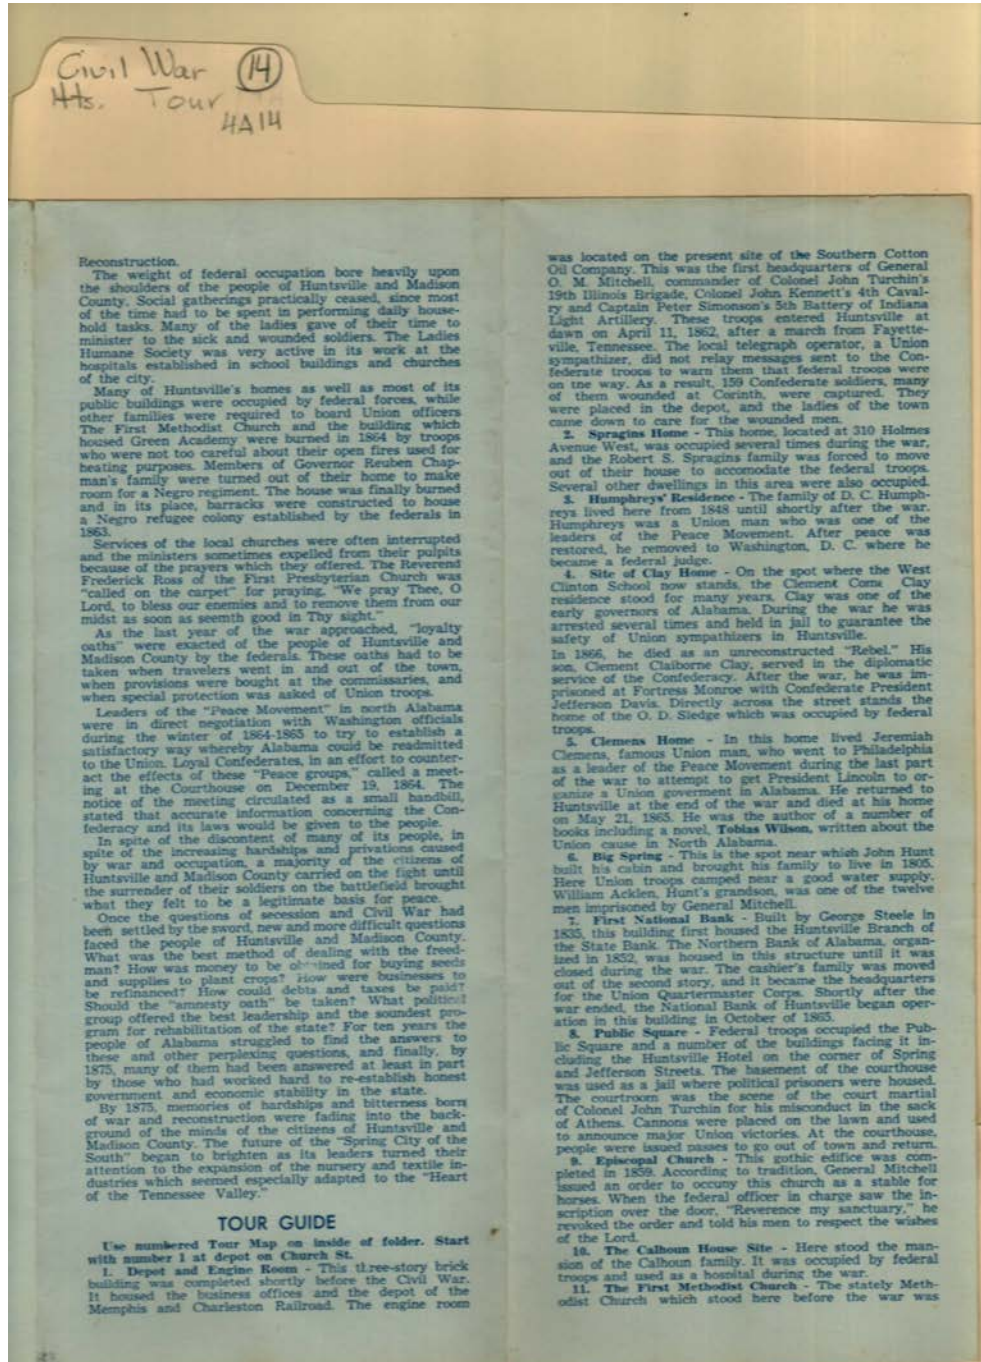 Civil War 14
Hts. Tour
4A14
Reconstruction.
The weight of federal occupation bore heavily upon
the shoulders of the people of Huntsville and Madison
County. Social gatherings practically ceased, since most
of the time had to be spent in performing daily house-
hold tasks. Many of the ladies gave of their time to
minister to the sick and wounded soldiers. The Ladies
Humane Society was very active in its work at the
hospitals established in school buildings and churches
of the city.
Many of Huntsville's homes as well as most of its
public buildings were occupied by federal forces, while
other families were required to board Union officers
The First Methodist Church and the building which
housed Green Academy were burned in 1864 by troops
who were not too careful about their open fires used for
heating purposes. Members of Governor Reuben Chap-
man's family were turned out of their home to make
room for a Negro regiment. The house was finally burned
and in its place, barracks were constructed to house
a Negro refugee colony established by the federals in
1863.
Services of the local churches were often interrupted
and the ministers sometimes expelled from their pulpits
because of the prayers which they offered. The Reverend
Frederick Ross of the First Presbyterian Church was
"called on the carpet" for praying, "We pray Thee, O
Lord, to bless our enemies and to remove them from our
midst as soon as seemth good in Thy sight."
As the last year of the war approached, "loyalty
oaths" were exacted of the people of Huntsville and
Madison County by the federals. These oaths had to be
taken when travelers went in and out of the town,
when provisions were bought at the commissaries, and
when special protection was asked of Union troops.
Leaders of the "Peace Movement" in north Alabama
were in direct negotiation with Washington officials
during the winter of 1864-1865 to try to establish a
satisfactory way whereby Alabama could be readmitted
to the Union. Loyal Confederates, in an effort to counter-
act the effects of these "Peace groups," called a meet-
ing at the Courthouse on December 19, 1864. The
notice of the meeting circulated as a small handbill,
stated that accurate information concerning the Con-
federacy and its laws would be given to the people.
In spite of the discontent of many of its people, in
spite of the increasing hardships and privations caused
by war and occupation, a majority of the citizens of
Huntsville and Madison County carried on the fight until
the surrender of their soldiers on the battlefield brought
what they felt to be a legitimate basis for peace.
Once the questions of secession and Civil War had
been settled by the sword, new and more difficult questions
faced the people of Huntsville and Madison County.
What was the best method of dealing with the freed-
man? How was money to be obtained for buying seeds
and supplies to plant crops? How were businesses to
be refinanced? How could debts and taxes be paid?
Should the "amnesty oath" be taken? What political
group offered the best leadership and the soundest pro-
gram for rehabilitation of the state? For ten years the
people of Alabama struggled to find the answers to
these and other perplexing questions, and finally, by
1875, many of them had been answered at least in part
by those who had worked hard to re-establish honest
government and economic stability in the state.
By 1875, memories of hardships and bitterness born
of war and reconstruction were fading into the back-
ground of the minds of the citizens of Huntsville and
Madison County. The future of the "Spring City of the
South" began to brighten as its leaders turned their
attention to the expansion of the nursery and textile in-
dustries which seemed especially adapted to the "Heart
of the Tennessee Valley."
TOUR GUIDE
Use numbered Tour Map on inside of folder. Start
with number 1 at depot on Church St.
1. Depot and Engine Room - This three-story brick
building was completed shortly before the Civil War.
It housed the business offices and the depot of the
Memphis and Charleston Railroad. The engine room
was located on the present site of the Southern Cotton
Oil Company. This was the first headquarters of General
O. M. Mitchell, commander of Colonel John Turchin's
19th Illinois Brigade, Colonel John Kennett's 4th Caval-
ry and Captain Peter Simonson's 5th Battery of Indiana
Light Artillery. These troops entered Huntsville at
dawn on April 11, 1862, after a march from Fayette-
ville, Tennessee. The local telegraph operator, a Union
sympathizer, did not relay messages sent to the Con-
federate troops to warn them that federal troops were
on tne way. As a result, 159 Confederate soldiers, many
of them wounded at Corinth, were captured. They
were placed in the depot, and the ladies of the town
came down to care for the wounded men.
2. Spragins Home - This home, located at 310 Holmes
Avenue West, was occupied several times during the war,
and the Robert S. Spragins family was forced to move
out of their house to accomodate the federal troops.
Several other dwellings in this area were also occupied.
3. Humphreys' Residence - The family of D. C. Humph-
reys lived here from 1848 until shortly after the war.
Humphreys was a Union man who was one of the
leaders of the Peace Movement. After peace was
restored, he removed to Washington, D. C. where he
became a federal judge.
4. Site of Clay Home - On the spot where the West
Clinton School now stands, the Clement Come Clay
residence stood for many years. Clay was one of the
early governors of Alabama. During the war he was
arrested several times and held in jail to guarantee the
safety of Union sympathizers in Huntsville.
In 1866, he died as an unreconstructed "Rebel." His
son, Clement Claiborne Clay, served in the diplomatic
service of the Confederacy. After the war, he was im-
prisoned at Fortress Monroe with Confederate President
Jefferson Davis. Directly across the street stands the
home of the O. D. Sledge which was occupied by federal
troops.
5. Clemens Home - In this home lived Jeremiah
Clemens, famous Union man, who went to Philadelphia
as a leader of the Peace Movement during the last part
of the war to attempt to get President Lincoln to or-
ganize a Union goverment in Alabama. He returned to
Huntsville at the end of the war and died at his home
on May 21, 1865. He was the author of a number of
books including a novel, Tobias Wilson, written about the
Union cause in North Alabama.
6. Big Spring - This is the spot near which John Hunt
built his cabin and brought his family to live in 1805.
Here Union troops camped near a good water supply.
William Acklen, Hunt's grandson, was one of the twelve
men imprisoned by General Mitchell.
7. First National Bank - Built by George Steele in
1835, this building first housed the Huntsville Branch of
the State Bank. The Northern Bank of Alabama, organ-
ized in 1852, was housed in this structure until it was
closed during the war. The cashier's family was moved
out of the second story, and it became the headquarters
for the Union Quartermaster Corps. Shortly after the
war ended, the National Bank of Huntsville began oper-
ation in this building in October of 1865.
8. Public Square - Federal troops occupied the Pub-
lic Square and a number of the buildings facing it in-
cluding the Huntsville Hotel on the corner of Spring
and Jefferson Streets. The basement of the courthouse
was used as a jail where political prisoners were housed.
The courtroom was the scene of the court martial
of Colonel John Turchin for his misconduct in the sack
of Athens. Cannons were placed on the lawn and used
to announce major Union victories. At the courthouse,
people were issued passes to go out of town and return.
9. Episcopal Church - This gothic edifice was com-
pleted in 1859. According to tradition, General Mitchell
issued an order to occuny this church as a stable for
horses. When the federal officer in charge saw the in-
scription over the door, "Reverence my sanctuary," he
revoked the order and told his men to respect the wishes
of the Lord.
10. The Calhoun House Site - Here stood the man-
sion of the Calhoun family. It was occupied by federal
troops and used as a hospital during the war.
11. The First Methodist Church - The stately Meth-
odist Church which stood here before the war was